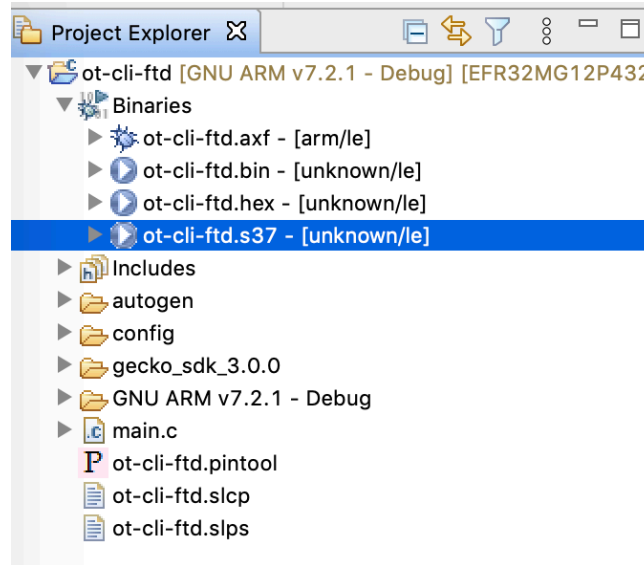 Project Explorer
ot-cli-ftd [GNU ARM v7.2.1 - Debug] [EFR32MG12P432
Binaries
ot-cli-ftd.axf - [arm/le]
ot-cli-ftd.bin - [unknown/le]
ot-cli-ftd.hex - [unknown/le]
ot-cli-ftd.s37 - [unknown/le]
Includes
autogen
config
gecko_sdk_3.0.0
GNU ARM v7.2.1 - Debug
main.c
ot-cli-ftd.pintool
ot-cli-ftd.slcp
ot-cli-ftd.slps